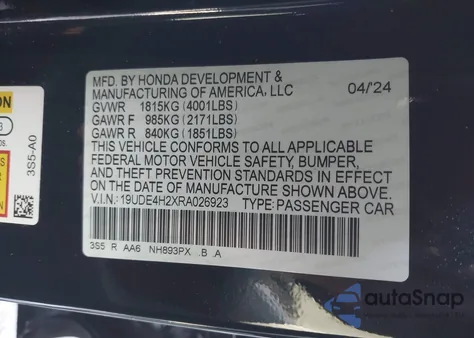 MFD. BY HONDA DEVELOPMENT &
MANUFACTURING OF AMERICA, LLC 04/'24
GVWR 1815KG (4001LBS)
GAWR F 985KG (2171LBS)
GAWR R 840KG (1851LBS)
THIS VEHICLE CONFORMS TO ALL APPLICABLE
FEDERAL MOTOR VEHICLE SAFETY, BUMPER,
AND THEFT PREVENTION STANDARDS IN EFFECT
ON THE DATE OF MANUFACTURE SHOWN ABOVE.
V.I.N.: 19UDE4H2XRA026923 TYPE: PASSENGER CAR
3S5 R AA6 NH893PX .B .A
3S5-A0
autoSnap